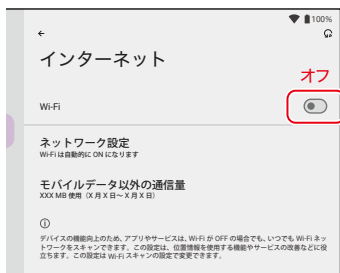 100%
インターネット
オフ
Wi-Fi
ネットワーク設定
Wi-Fi は自動的に ON になります
モバイルデータ以外の通信量
XXX MB 使用（X 月 X 日〜 X 月 X 日）
デバイスの機能向上のため、アプリやサービスは、Wi-Fi が OFF の場合でも、いつでも Wi-Fi ネッ
トワークをスキャンできます。この設定は、位置情報を使用する機能やサービスの改善などに役
立ちます。この設定は Wi-Fi スキャンの設定で変更できます。